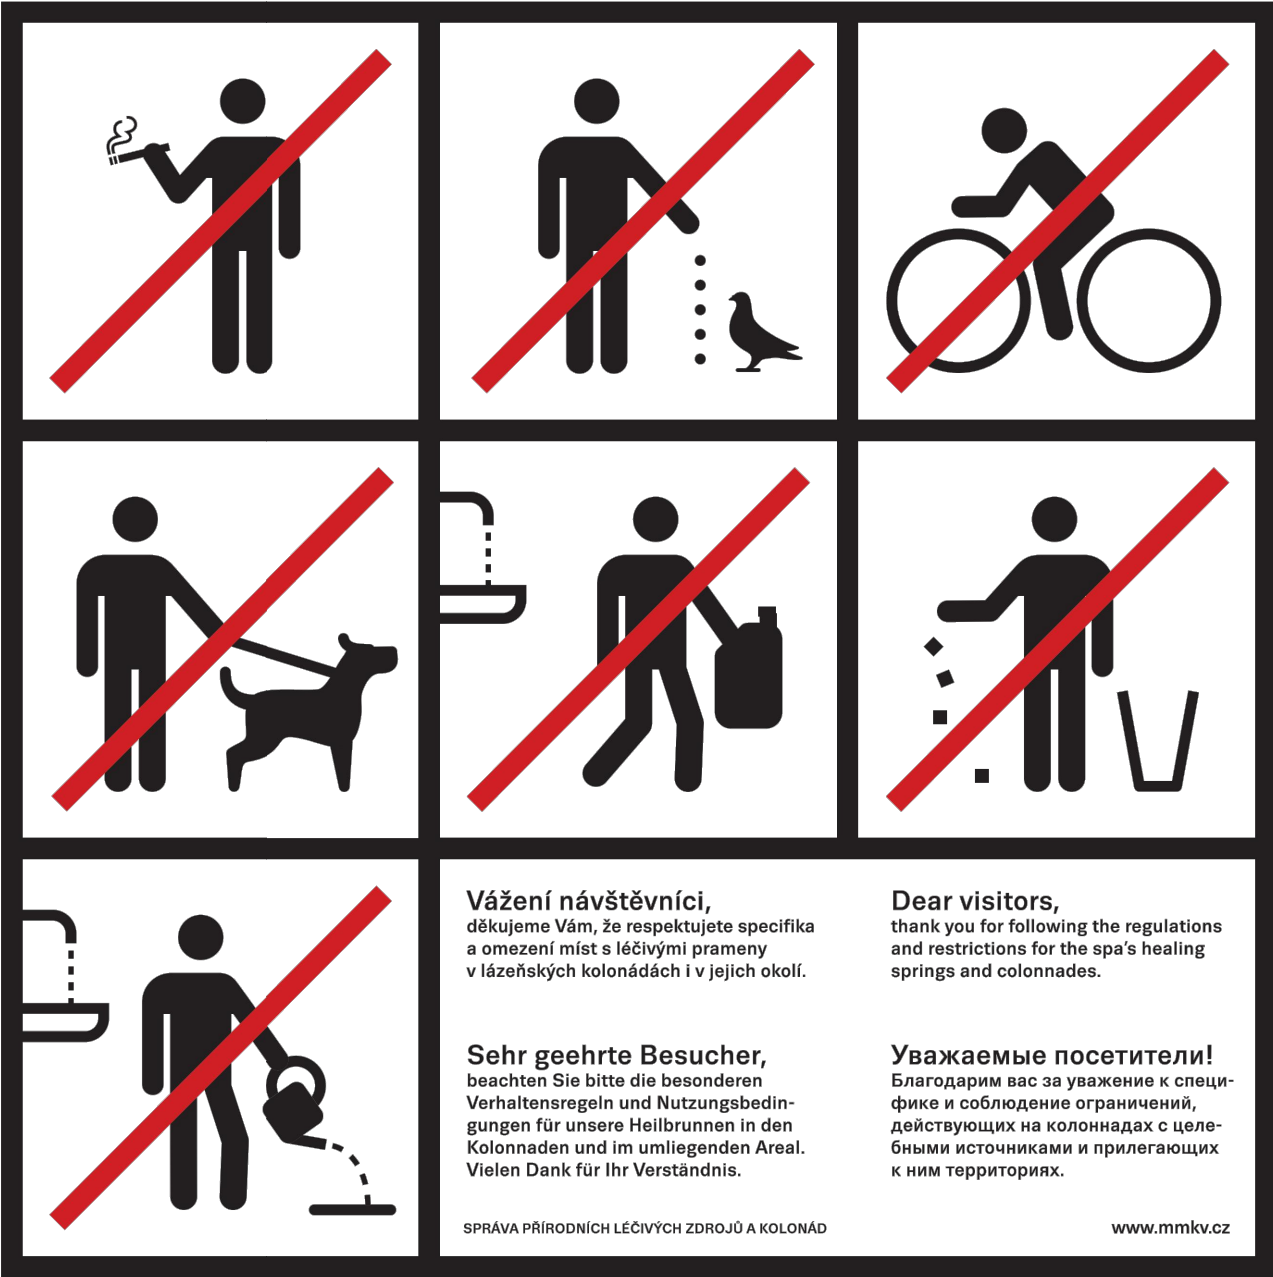 Vážení návštěvníci,
děkujeme Vám, že respektujete specifika
a omezení míst s léčivými prameny
v lázeňských kolonádách i v jejich okolí.
Dear visitors,
thank you for following the regulations
and restrictions for the spa's healing
springs and colonnades.
Sehr geehrte Besucher,
beachten Sie bitte die besonderen
Verhaltensregeln und Nutzungsbedin-
gungen für unsere Heilbrunnen in den
Kolonnaden und im umliegenden Areal.
Vielen Dank für Ihr Verständnis.
Уважаемые посетители!
Благодарим вас за уважение к специ-
фике и соблюдение ограничений,
действующих на колоннадах с целе-
бными источниками и прилегающих
к ним территориях.
SPRÁVA PŘÍRODNÍCH LÉČIVÝCH ZDROJŮ A KOLONÁD
www.mmkv.cz